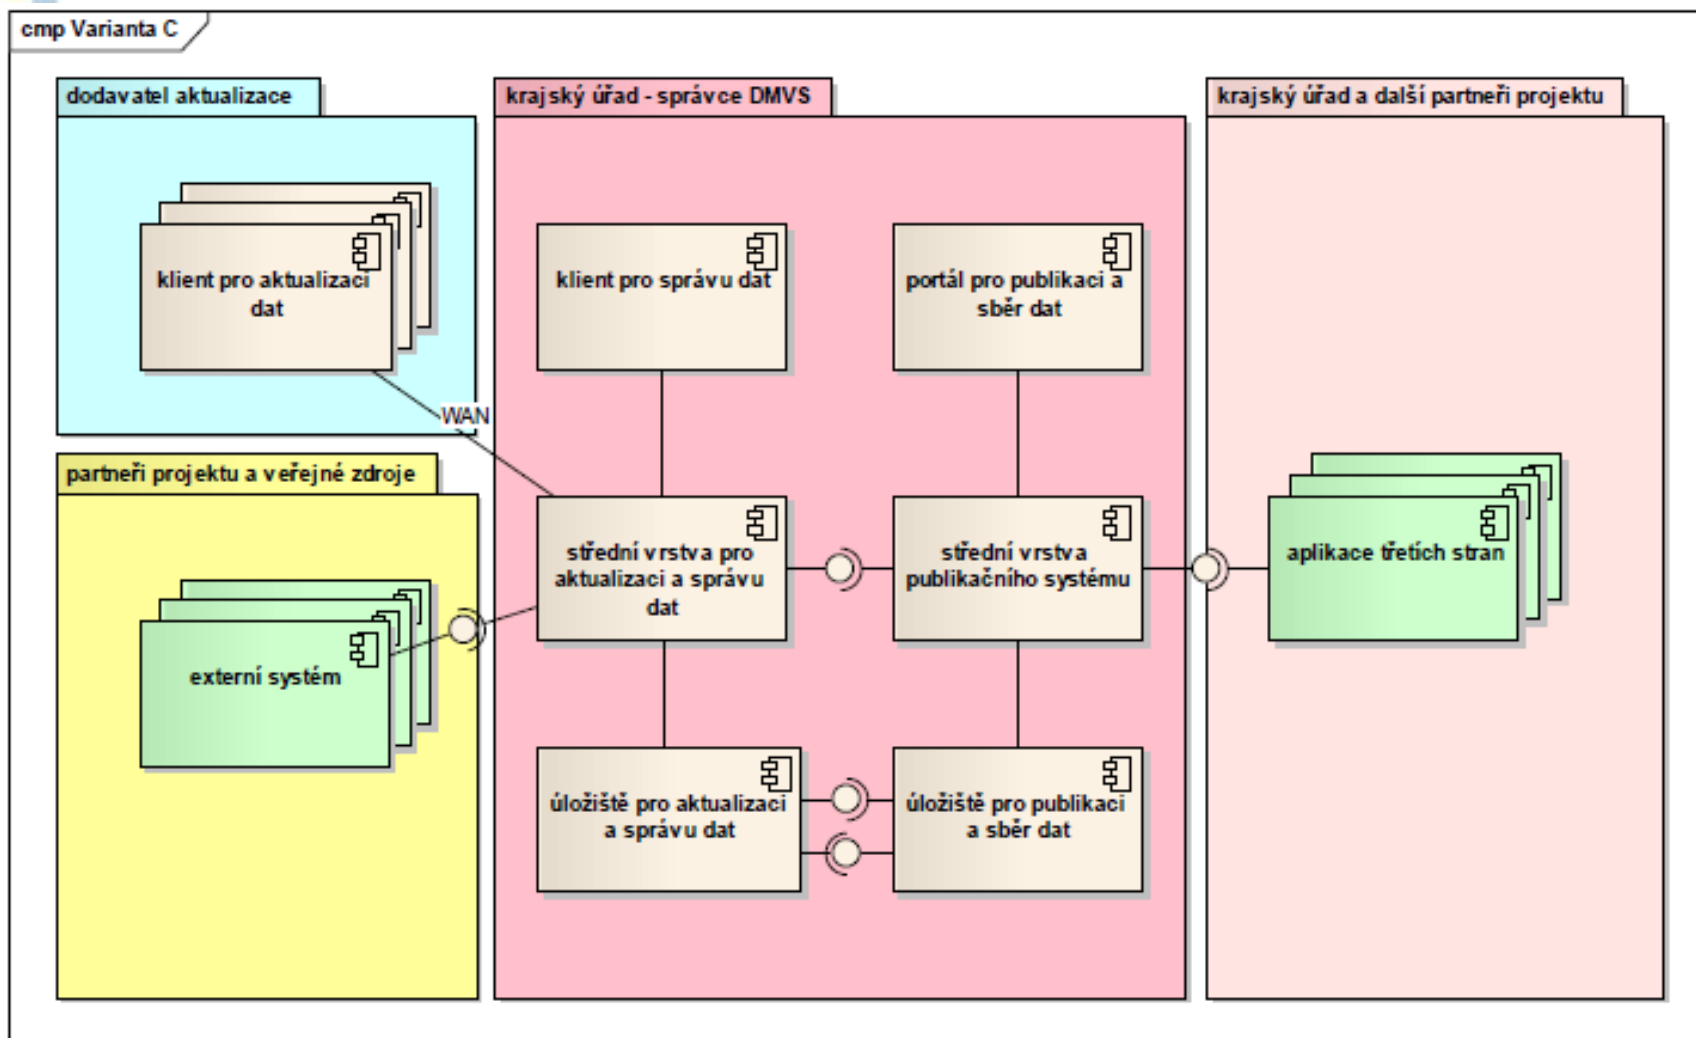 cmp Varianta C
dodavatel aktualizace
klient pro aktualizaci
dat
WAN
partneři projektu a veřejné zdroje
externí systém
krajský úřad - správce DMVS
klient pro správu dat
portál pro publikaci a
sběr dat
střední vrstva pro
aktualizaci a správu
dat
střední vrstva
publikačního systému
úložiště pro aktualizaci
a správu dat
úložiště pro publikaci
a sběr dat
krajský úřad a další partneři projektu
aplikace třetích stran